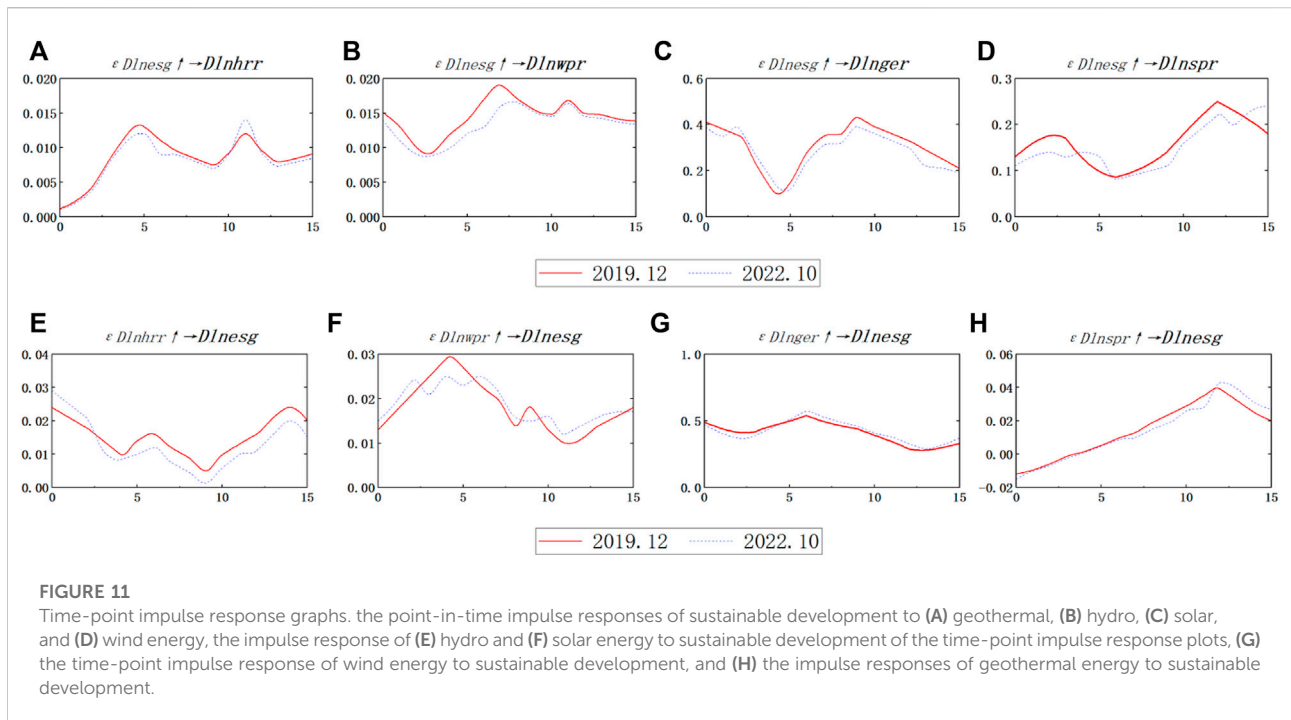 A B C D
ε Dlnesg ↑ →Dlnhrr ε Dlnesg ↑ →Dlnwpr ε Dlnesg ↑ →Dlnger ε Dlnesg ↑ →Dlnspr
0.020 0.020 0.6 0.3
0.015 0.015 0.4 0.2
0.010 0.010 0.2 0.1
0.005 0.005 0.0 0.0
0.000 0.000
0 5 10 15 0 5 10 15 0 5 10 15 0 5 10 15
2019.12 2022.10
E F G H
ε Dlnhrr ↑ →Dlnesg ε Dlnwpr ↑ →Dlnesg ε Dlnger ↑ →Dlnesg ε Dlnspr ↑ →Dlnesg
0.04 0.03 1.0 0.06
0.03 0.02 0.5 0.04
0.02 0.01 0.0 0.02
0.01 0.00 0.00
0.00 -0.02
0 5 10 15 0 5 10 15 0 5 10 15 0 5 10 15
2019.12 2022.10
FIGURE 11
Time-point impulse response graphs. the point-in-time impulse responses of sustainable development to (A) geothermal, (B) hydro, (C) solar,
and (D) wind energy, the impulse response of (E) hydro and (F) solar energy to sustainable development of the time-point impulse response plots, (G)
the time-point impulse response of wind energy to sustainable development, and (H) the impulse responses of geothermal energy to sustainable
development.